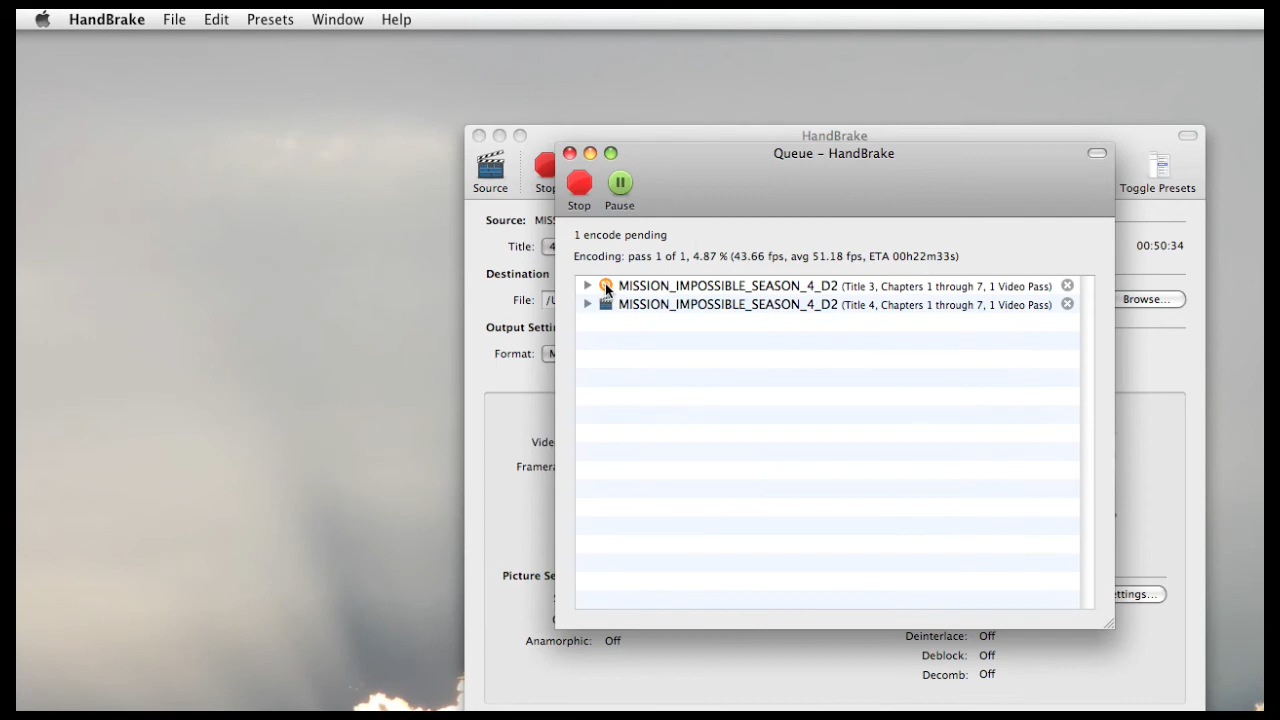 HandBrake File Edit Presets Window Help
HandBrake
Queue – HandBrake
Source
Stop Pause
Toggle Presets
Source:
1 encode pending
Title: 4
00:50:34
Encoding: pass 1 of 1, 4.87 % (43.66 fps, avg 51.18 fps, ETA 00h22m33s)
Destination
MISSION_IMPOSSIBLE_SEASON_4_D2 (Title 3, Chapters 1 through 7, 1 Video Pass)
File:
Browse...
MISSION_IMPOSSIBLE_SEASON_4_D2 (Title 4, Chapters 1 through 7, 1 Video Pass)
Format:
Anamorphic: Off
Deinterlace: Off
Deblock: Off
Decomb: Off